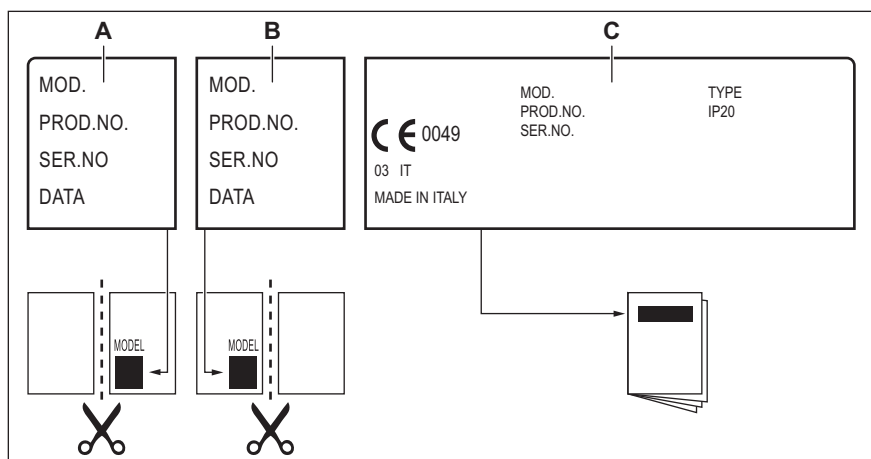 A
B
C
MOD.
PROD.NO.
SER.NO
DATA
MOD.
PROD.NO.
SER.NO
DATA
MOD.
PROD.NO.
SER.NO.
TYPE
IP20
CE 0049
03 IT
MADE IN ITALY
MODEL
MODEL